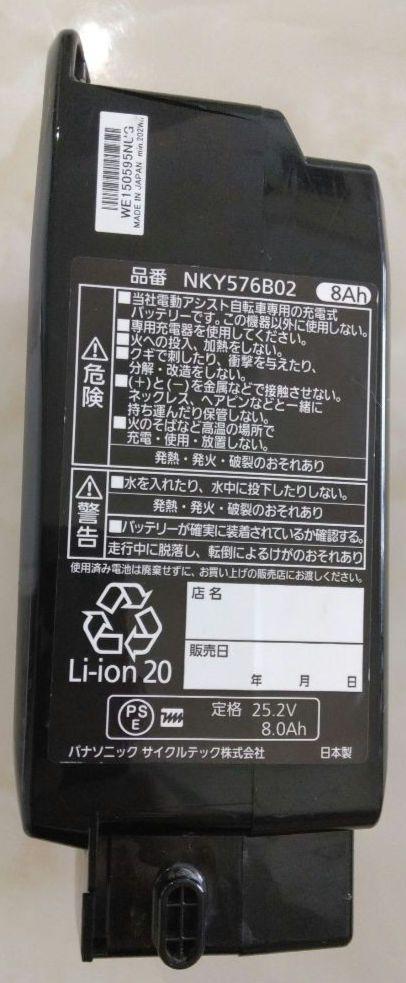 WE150595NUG
MADE IN JAPAN
品番 NKY576B02 8Ah
危険
■当社電動アシスト自転車専用の充電式
バッテリーです。この機器以外に使用しない。
■専用充電器を使用してください。
■火への投入、加熱をしない。
■クギで刺したり、衝撃を与えたり、
分解・改造をしない。
■(+)と(-)を金属などで接触させない。
ネックレス、ヘアピンなどと一緒に
持ち運んだり保管しない。
■火のそばなど高温の場所で
充電・使用・放置しない。
発熱・発火・破裂のおそれあり
警告
■水を入れたり、水中に投下したりしない。
発熱・発火・破裂のおそれあり
■バッテリーが確実に装着されているか確認する。
走行中に脱落し、転倒によるけがのおそれあり
使用済み電池は廃棄せずに、お買い上げの販売店にお渡しください。
店名
販売日
年 月 日
Li-ion 20
PS
E
定格 25.2V
8.0Ah
パナソニック サイクルテック株式会社 日本製